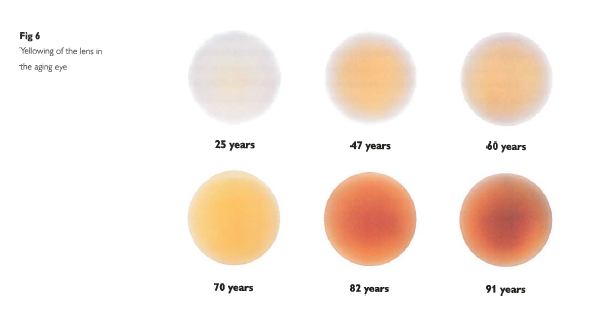 Fig 6
Yellowing of the lens in
the aging eye
25 years
47 years
60 years
70 years
82 years
91 years